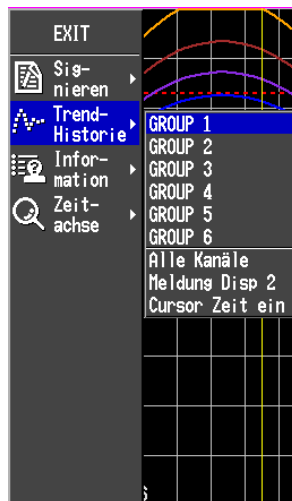 EXIT
Sig-
nieren
Trend-
Historie
Infor-
mation
Zeit-
achse
GROUP 1
GROUP 2
GROUP 3
GROUP 4
GROUP 5
GROUP 6
Alle Kanäle
Meldung Disp 2
Cursor Zeit ein